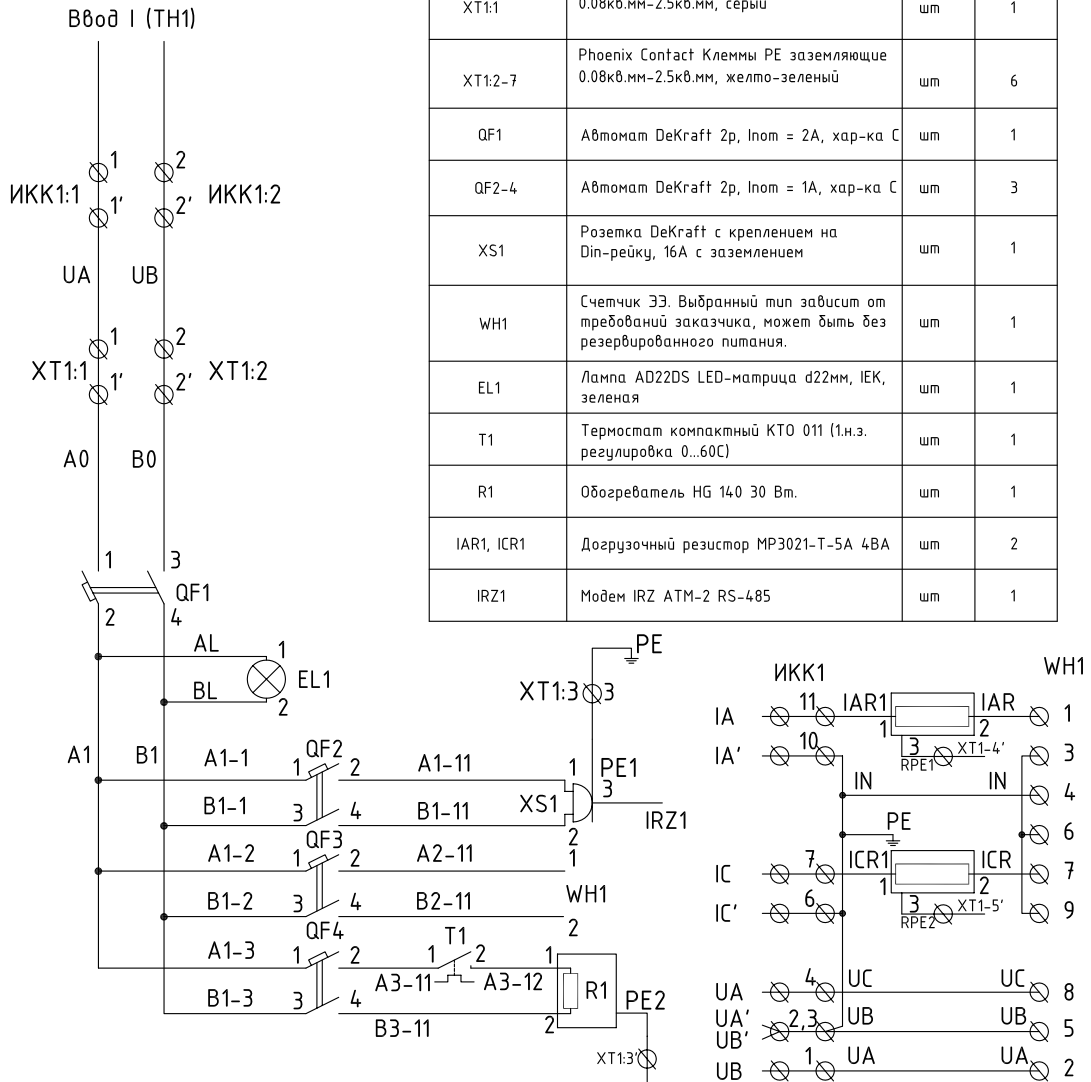 Ввод I (ТН1)
1 2
ИКК1:1 ИКК1:2
1' 2'
UA UB
1 2
XT1:1 XT1:2
1' 2'
A0 B0
1 3
QF1
2 4
AL 1
EL1
BL 2
A1 B1
A1-1 1 QF2 2 A1-11 1
B1-1 3 4 B1-11 2
XS1 3 PE1
IRZ1
XT1:3 3
PE
A1-2 1 QF3 2 A2-11 1
WH1
B1-2 3 4 B2-11 2
A1-3 1 QF4 2 1 T1 2 1
A3-11 A3-12
R1
B1-3 3 4 B3-11 2
PE2
XT1:3'
XT1:1 0.08кв.мм-2.5кв.мм, серый шт 1
XT1:2-7 Phoenix Contact Клеммы PE заземляющие
0.08кв.мм-2.5кв.мм, желто-зеленый шт 6
QF1 Автомат DeKraft 2p, Inom = 2A, хар-ка C шт 1
QF2-4 Автомат DeKraft 2p, Inom = 1A, хар-ка C шт 3
XS1 Розетка DeKraft с креплением на
Din-рейку, 16А с заземлением шт 1
WH1 Счетчик ЭЭ. Выбранный тип зависит от
требований заказчика, может быть без
резервированного питания. шт 1
EL1 Лампа AD22DS LED-матрица d22мм, IEK,
зеленая шт 1
T1 Термостат компактный KTO 011 (1.н.з.
регулировка 0...60С) шт 1
R1 Обогреватель HG 140 30 Вт. шт 1
IAR1, ICR1 Догрузочный резистор МР3021-Т-5А 4ВА шт 2
IRZ1 Модем IRZ ATM-2 RS-485 шт 1
ИКК1 WH1
IA 11 IAR1 IAR 1
1 2
3 XT1-4'
RPE1
IA' 10 3
IN IN 4
PE 6
IC 7 ICR1 ICR 7
1 2
3 XT1-5'
RPE2
IC' 6 9
UA 4 UC UC 8
UA'
UB' 2,3 UB UB 5
UB 1 UA UA 2